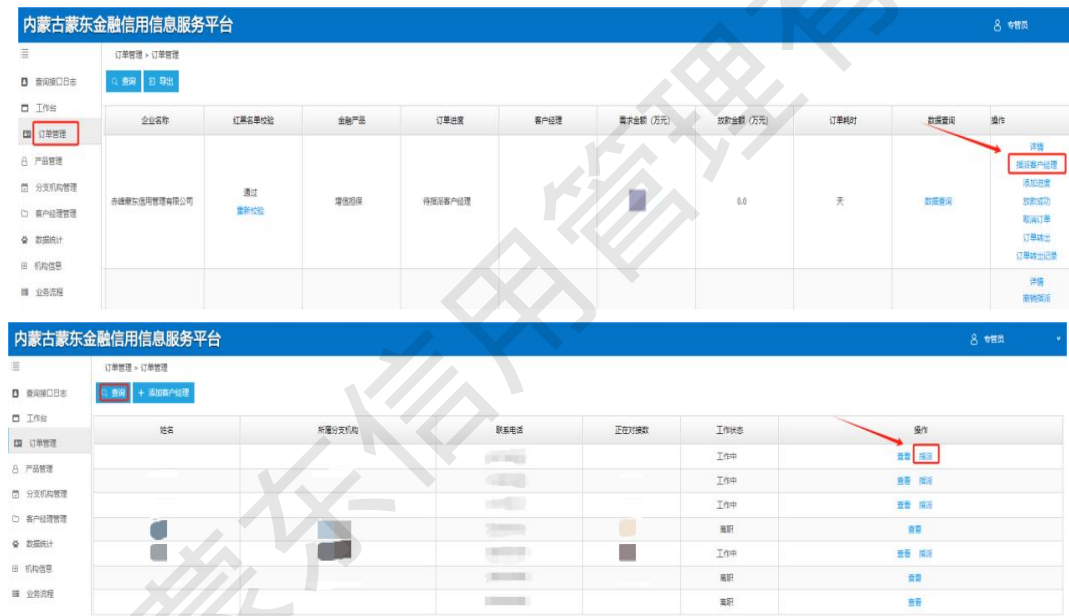 内蒙古蒙东金融信用信息服务平台
专管员
订单管理 > 订单管理
查询接口日志
查询 导出
工作台
企业名称 红黑名单校验 金融产品 订单进度 客户经理 需求金额（万元） 放款金额（万元） 订单耗时 数据查询 操作
订单管理
产品管理
分支机构管理
客户经理管理
数据统计
机构信息
业务流程
赤峰蒙东信用管理有限公司 通过 重新校验 增信担保 待指派客户经理 0.0 天 数据查询
详情
指派客户经理
添加进度
放款成功
取消订单
订单转出
订单转出记录
详情
撤销指派
内蒙古蒙东金融信用信息服务平台
专管员
订单管理 > 订单管理
查询接口日志
查询 + 添加客户经理
工作台
姓名 所属分支机构 联系电话 正在对接数 工作状态 操作
订单管理
产品管理
分支机构管理
客户经理管理
数据统计
机构信息
业务流程
工作中 查看 指派
工作中 查看 指派
工作中 查看 指派
离职 查看
工作中 查看 指派
离职 查看
离职 查看
蒙东信用管理有